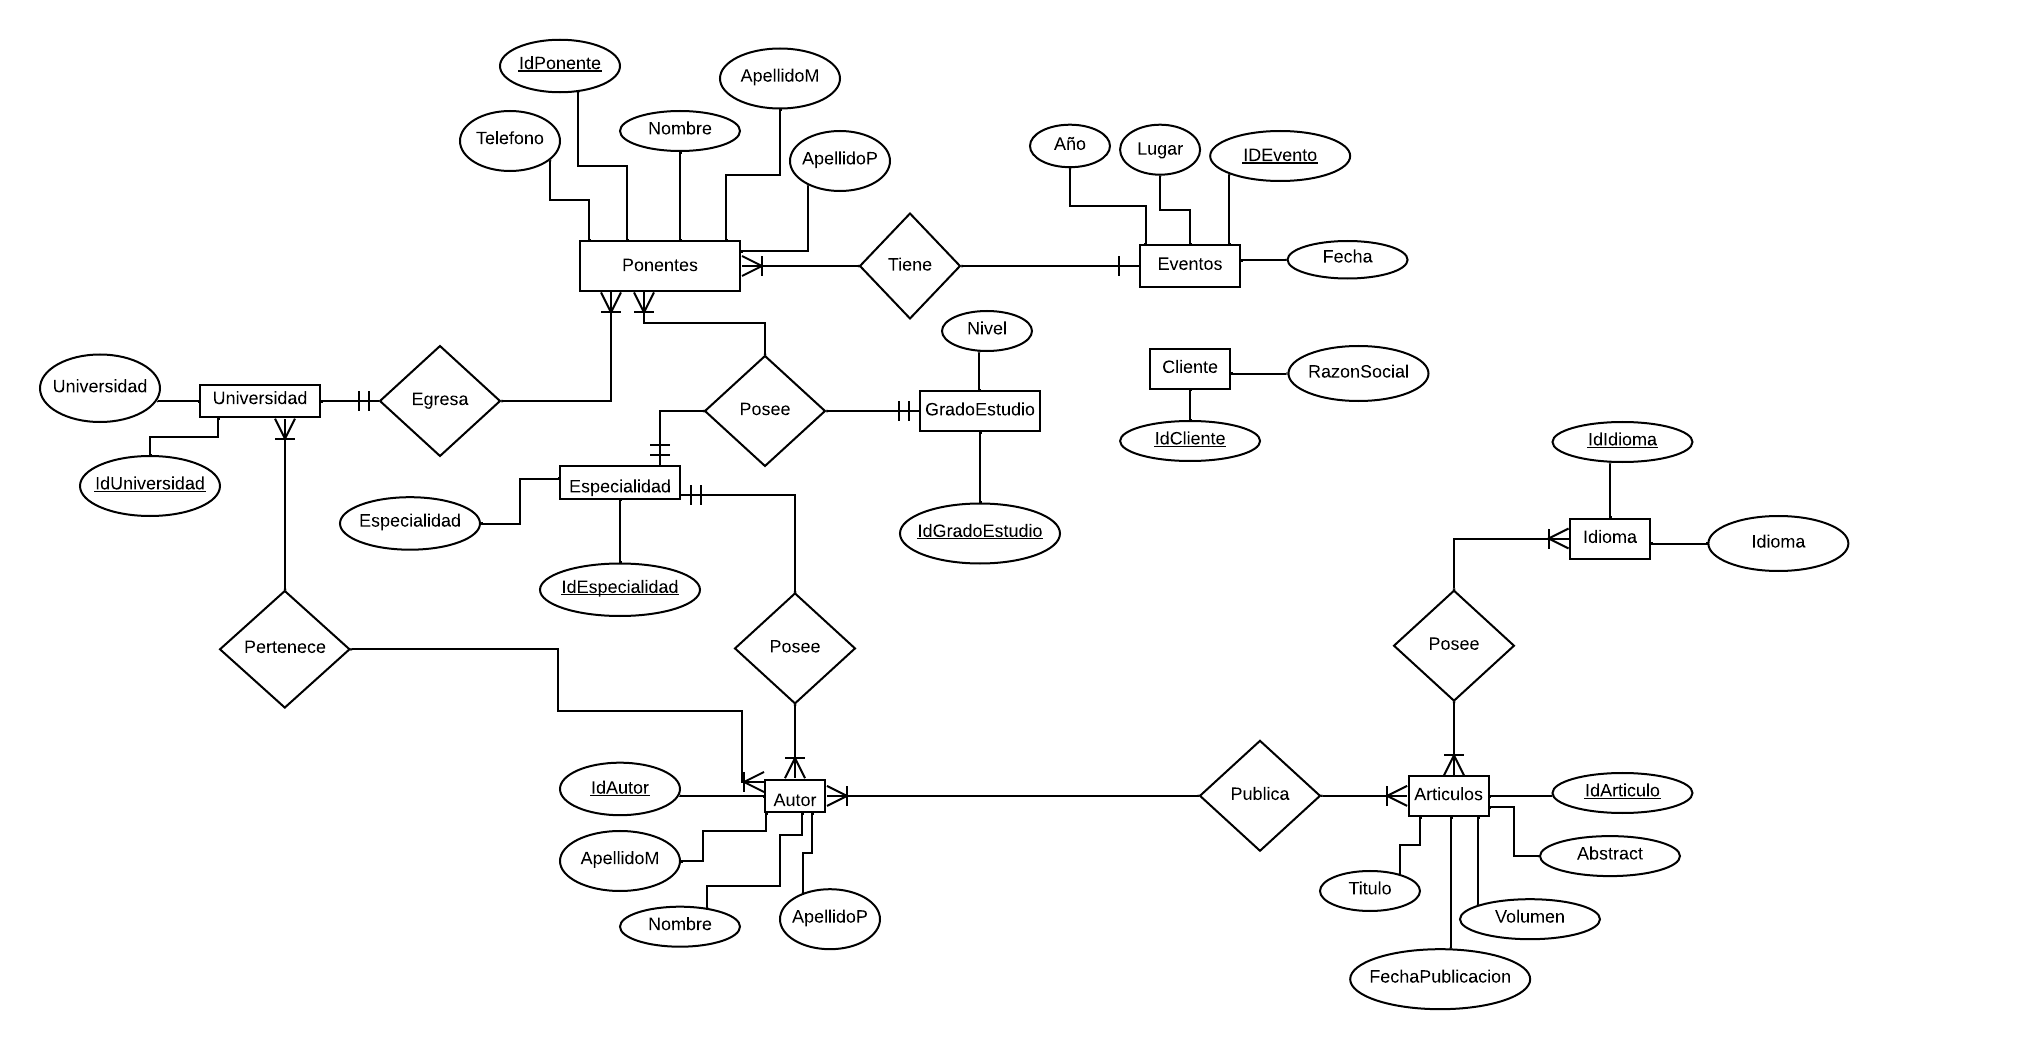 IdPonente
ApellidoM
Telefono
Nombre
ApellidoP
Año
Lugar
IDEvento
Ponentes
Tiene
Eventos
Fecha
Nivel
Universidad
Universidad
Egresa
Posee
GradoEstudio
Cliente
RazonSocial
IdCliente
IdUniversidad
Especialidad
Especialidad
IdGradoEstudio
IdEspecialidad
IdIdioma
Idioma
Idioma
Pertenece
Posee
Posee
IdAutor
Autor
Publica
Articulos
IdArticulo
ApellidoM
Abstract
Titulo
Nombre
ApellidoP
Volumen
FechaPublicacion